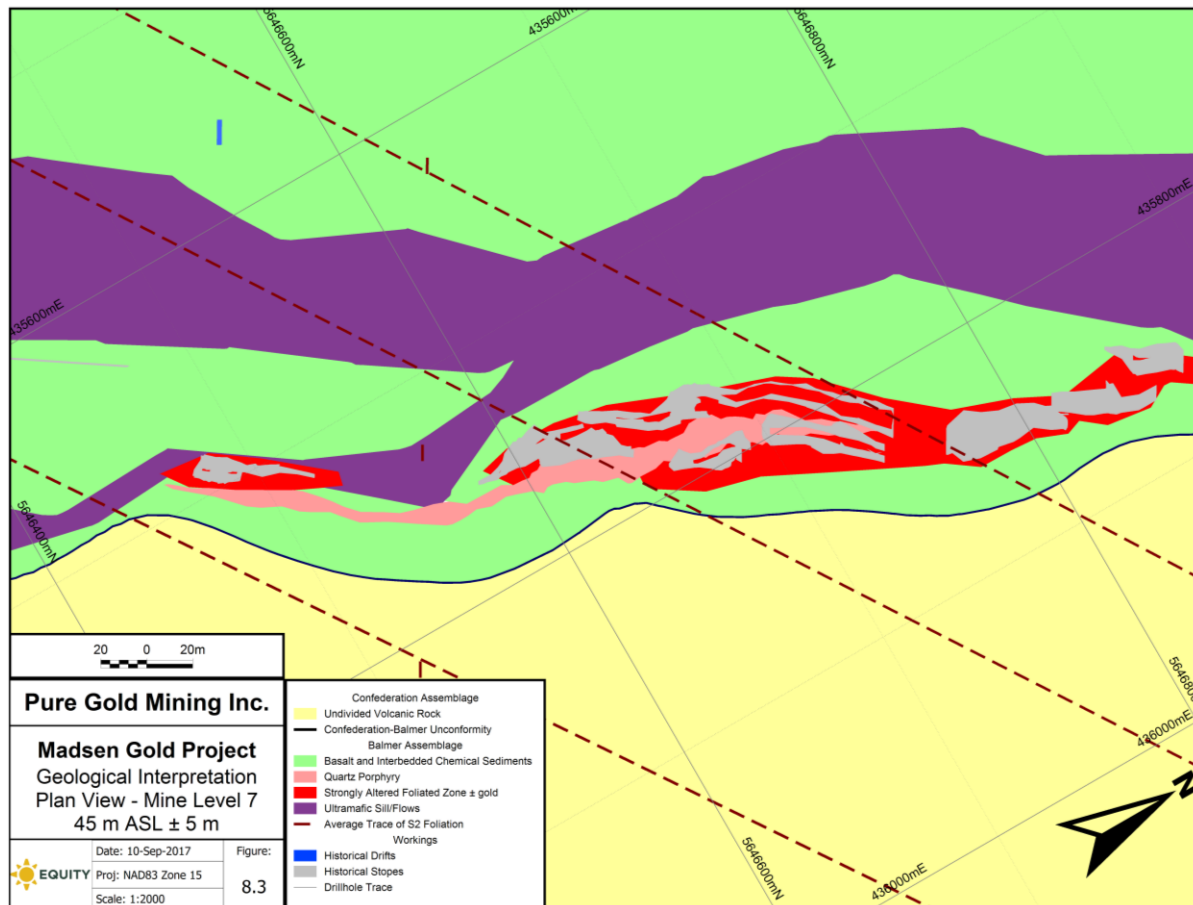 5646600mN
435600mE
5646800mN
435800mE
435600mE
5646400mN
5646800
436000mE
5646600mN
436000mE
N
20 0 20m
Pure Gold Mining Inc.
Madsen Gold Project
Geological Interpretation
Plan View - Mine Level 7
45 m ASL ± 5 m
EQUITY
Date: 10-Sep-2017
Proj: NAD83 Zone 15
Scale: 1:2000
Figure:
8.3
Confederation Assemblage
Undivided Volcanic Rock
Confederation-Balmer Unconformity
Balmer Assemblage
Basalt and Interbedded Chemical Sediments
Quartz Porphyry
Strongly Altered Foliated Zone ± gold
Ultramafic Sill/Flows
Average Trace of S2 Foliation
Workings
Historical Drifts
Historical Stopes
Drillhole Trace